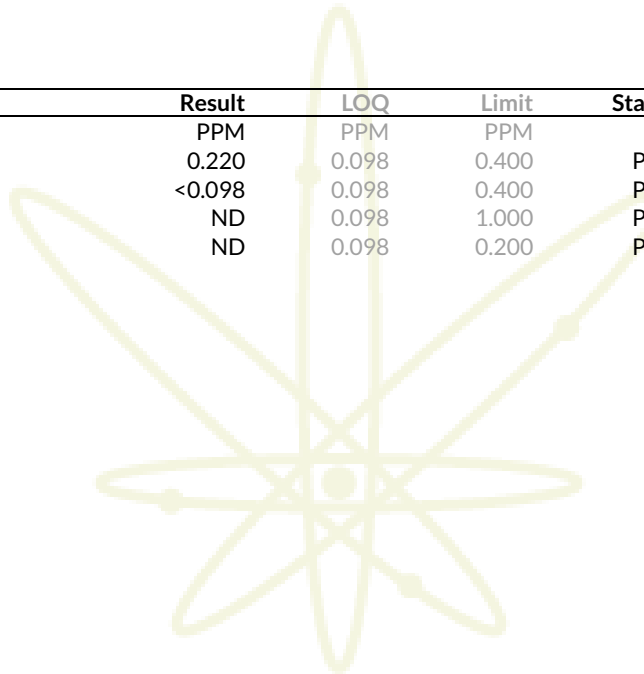 Result LOQ Limit Sta
PPM PPM PPM
0.220 0.098 0.400 P
<0.098 0.098 0.400 P
ND 0.098 1.000 P
ND 0.098 0.200 P